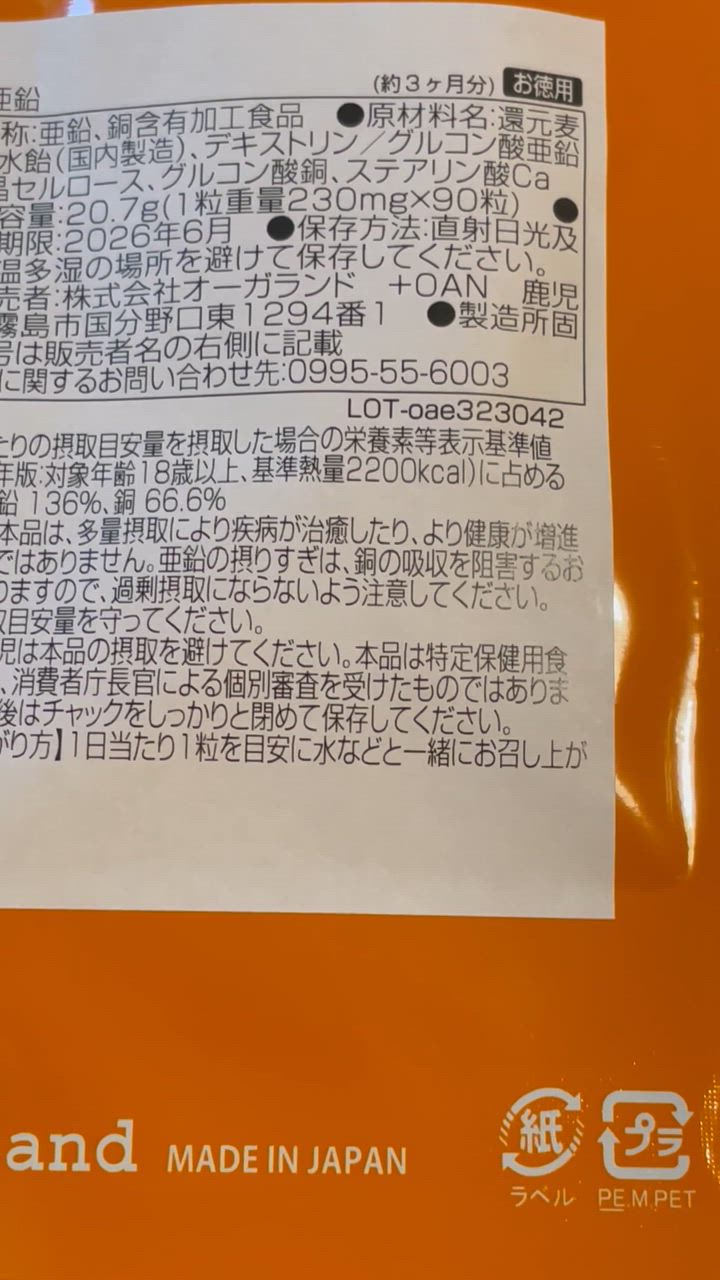 (約3ヶ月分) お徳用
亜鉛
称:亜鉛、銅含有加工食品 ●原材料名:還元麦
水飴(国内製造)、デキストリン／グルコン酸亜鉛
セルロース、グルコン酸銅、ステアリン酸Ca
容量:20.7g(1粒重量230mg×90粒) ●
期限:2026年6月 ●保存方法:直射日光及
温多湿の場所を避けて保存してください。
売者:株式会社オーガランド +OAN 鹿児
霧島市国分野口東1294番1 ●製造所固
号は販売者名の右側に記載
に関するお問い合わせ先:0995-55-6003
LOT-oae323042
たりの摂取目安量を摂取した場合の栄養素等表示基準値
年版:対象年齢18歳以上、基準熱量2200kcal)に占める
鉛 136%、銅 66.6%
本品は、多量摂取により疾病が治癒したり、より健康が増進
ではありません。亜鉛の摂りすぎは、銅の吸収を阻害するお
りますので、過剰摂取にならないよう注意してください。
取目安量を守ってください。
児は本品の摂取を避けてください。本品は特定保健用食
、消費者庁長官による個別審査を受けたものではありま
後はチャックをしっかりと閉めて保存してください。
がり方】1日当たり1粒を目安に水などと一緒にお召し上が
and MADE IN JAPAN
紙 プラ
ラベル PE.M.PET